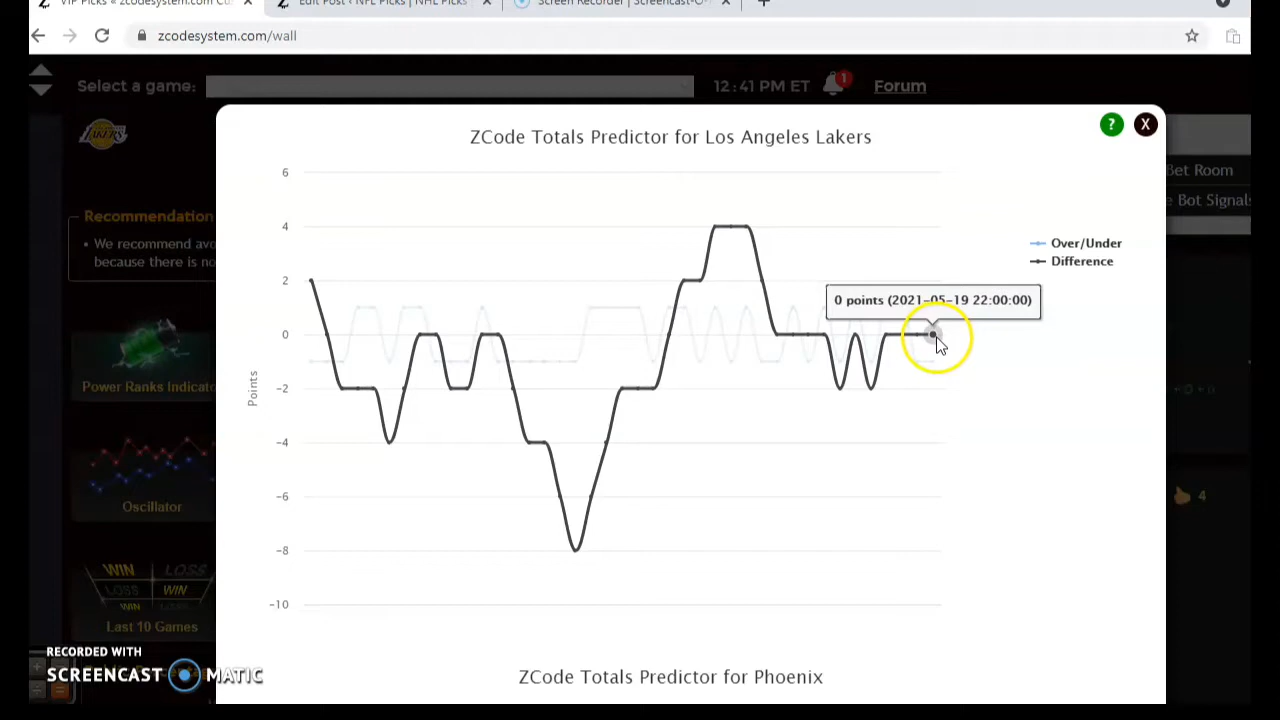 VIP Picks « zcodesystem.com Cu
Edit Post ‹ NFL Picks | NHL Picks
Screen Recorder | Screencast-O-
zcodesystem.com/wall
Select a game:
12:41 PM ET
1
Forum
LAKERS
Bet Room
e Bot Signals
Recommendation
• We recommend avo
because there is no
Power Ranks Indicato
Oscillator
WIN LOSS
LOSS WIN
WIN
Last 10 Games
4
ZCode Totals Predictor for Los Angeles Lakers
? X
6
4
2
0
-2
-4
-6
-8
-10
Points
Over/Under
Difference
0 points (2021-05-19 22:00:00)
ZCode Totals Predictor for Phoenix
RECORDED WITH
SCREENCAST MATIC